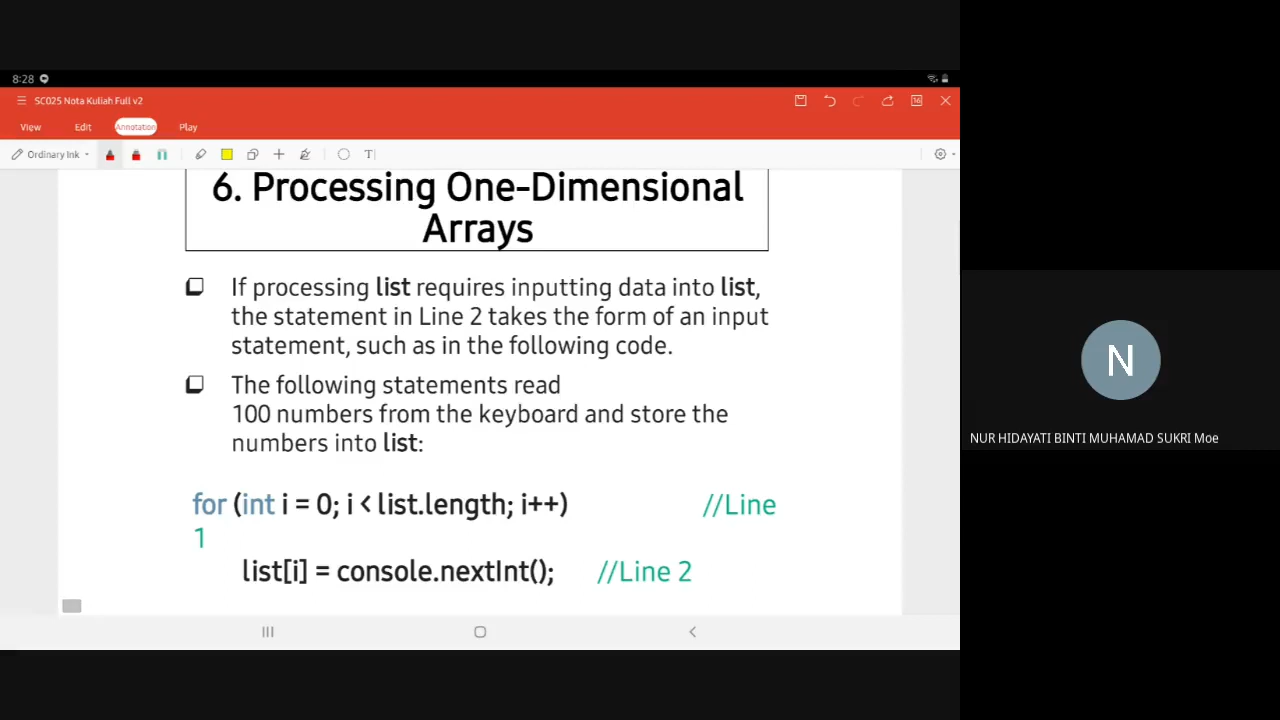 8:28
SC025 Nota Kuliah Full v2
View Edit Annotation Play
Ordinary Ink
T
16
6. Processing One-Dimensional
Arrays
If processing list requires inputting data into list,
the statement in Line 2 takes the form of an input
statement, such as in the following code.
The following statements read
100 numbers from the keyboard and store the
numbers into list:
for (int i = 0; i < list.length; i++) //Line
1
list[i] = console.nextInt(); //Line 2
N
NUR HIDAYATI BINTI MUHAMAD SUKRI Moe